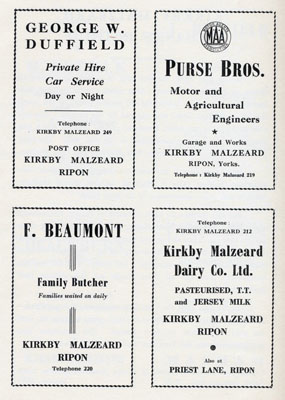 GEORGE W.
DUFFIELD
Private Hire
Car Service
Day or Night
Telephone :
KIRKBY MALZEARD 249
POST OFFICE
KIRKBY MALZEARD
RIPON
MAA
PURSE BROS.
Motor and
Agricultural
Engineers
Garage and Works
KIRKBY MALZEARD
RIPON, Yorks.
Telephone : Kirkby Malzeard 219
F. BEAUMONT
Family Butcher
Families waited on daily
KIRKBY MALZEARD
RIPON
Telephone 220
Telephone :
KIRKBY MALZEARD 212
Kirkby Malzeard
Dairy Co. Ltd.
PASTEURISED, T.T.
and JERSEY MILK
KIRKBY MALZEARD
RIPON
Also at
PRIEST LANE, RIPON